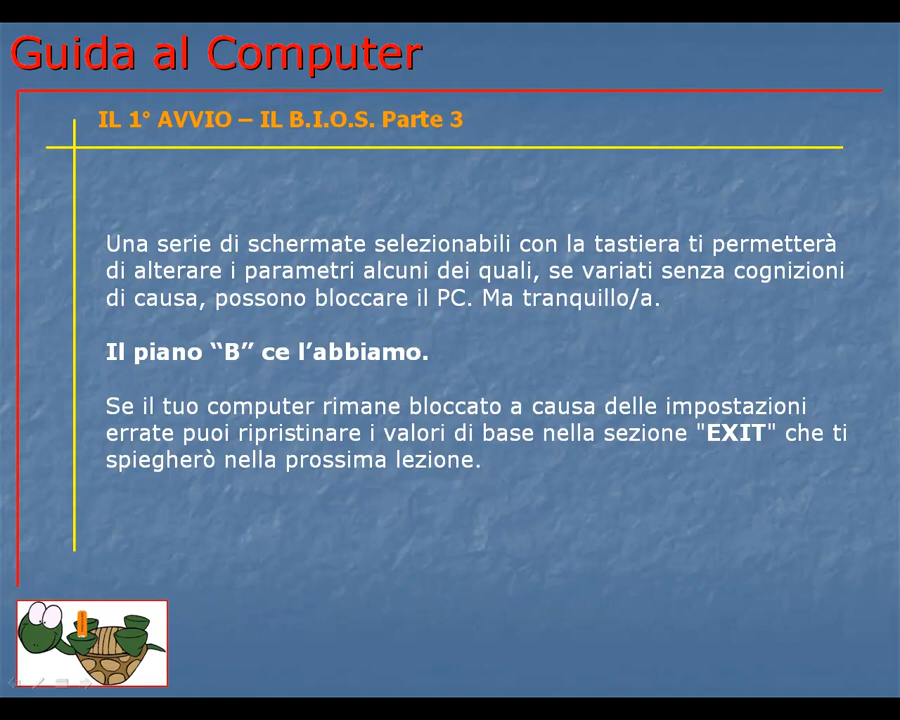 Guida al Computer
IL 1° AVVIO – IL B.I.O.S. Parte 3
Una serie di schermate selezionabili con la tastiera ti permetterà
di alterare i parametri alcuni dei quali, se variati senza cognizioni
di causa, possono bloccare il PC. Ma tranquillo/a.
Il piano “B” ce l’abbiamo.
Se il tuo computer rimane bloccato a causa delle impostazioni
errate puoi ripristinare i valori di base nella sezione "EXIT" che ti
spiegherò nella prossima lezione.